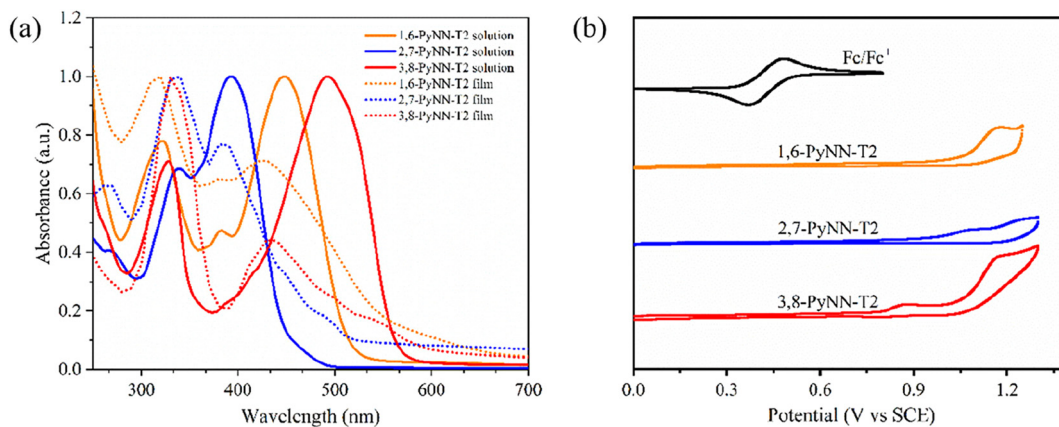 (a)
1.2
1.0
0.8
0.6
0.4
0.2
0.0
Absorbance (a.u.)
1,6-PyNN-T2 solution
2,7-PyNN-T2 solution
3,8-PyNN-T2 solution
1,6-PyNN-T2 film
2,7-PyNN-T2 film
3,8-PyNN-T2 film
300 400 500 600 700
Wavelength (nm)
(b)
Fc/Fc⁺
1,6-PyNN-T2
2,7-PyNN-T2
3,8-PyNN-T2
0.0 0.3 0.6 0.9 1.2
Potential (V vs SCE)